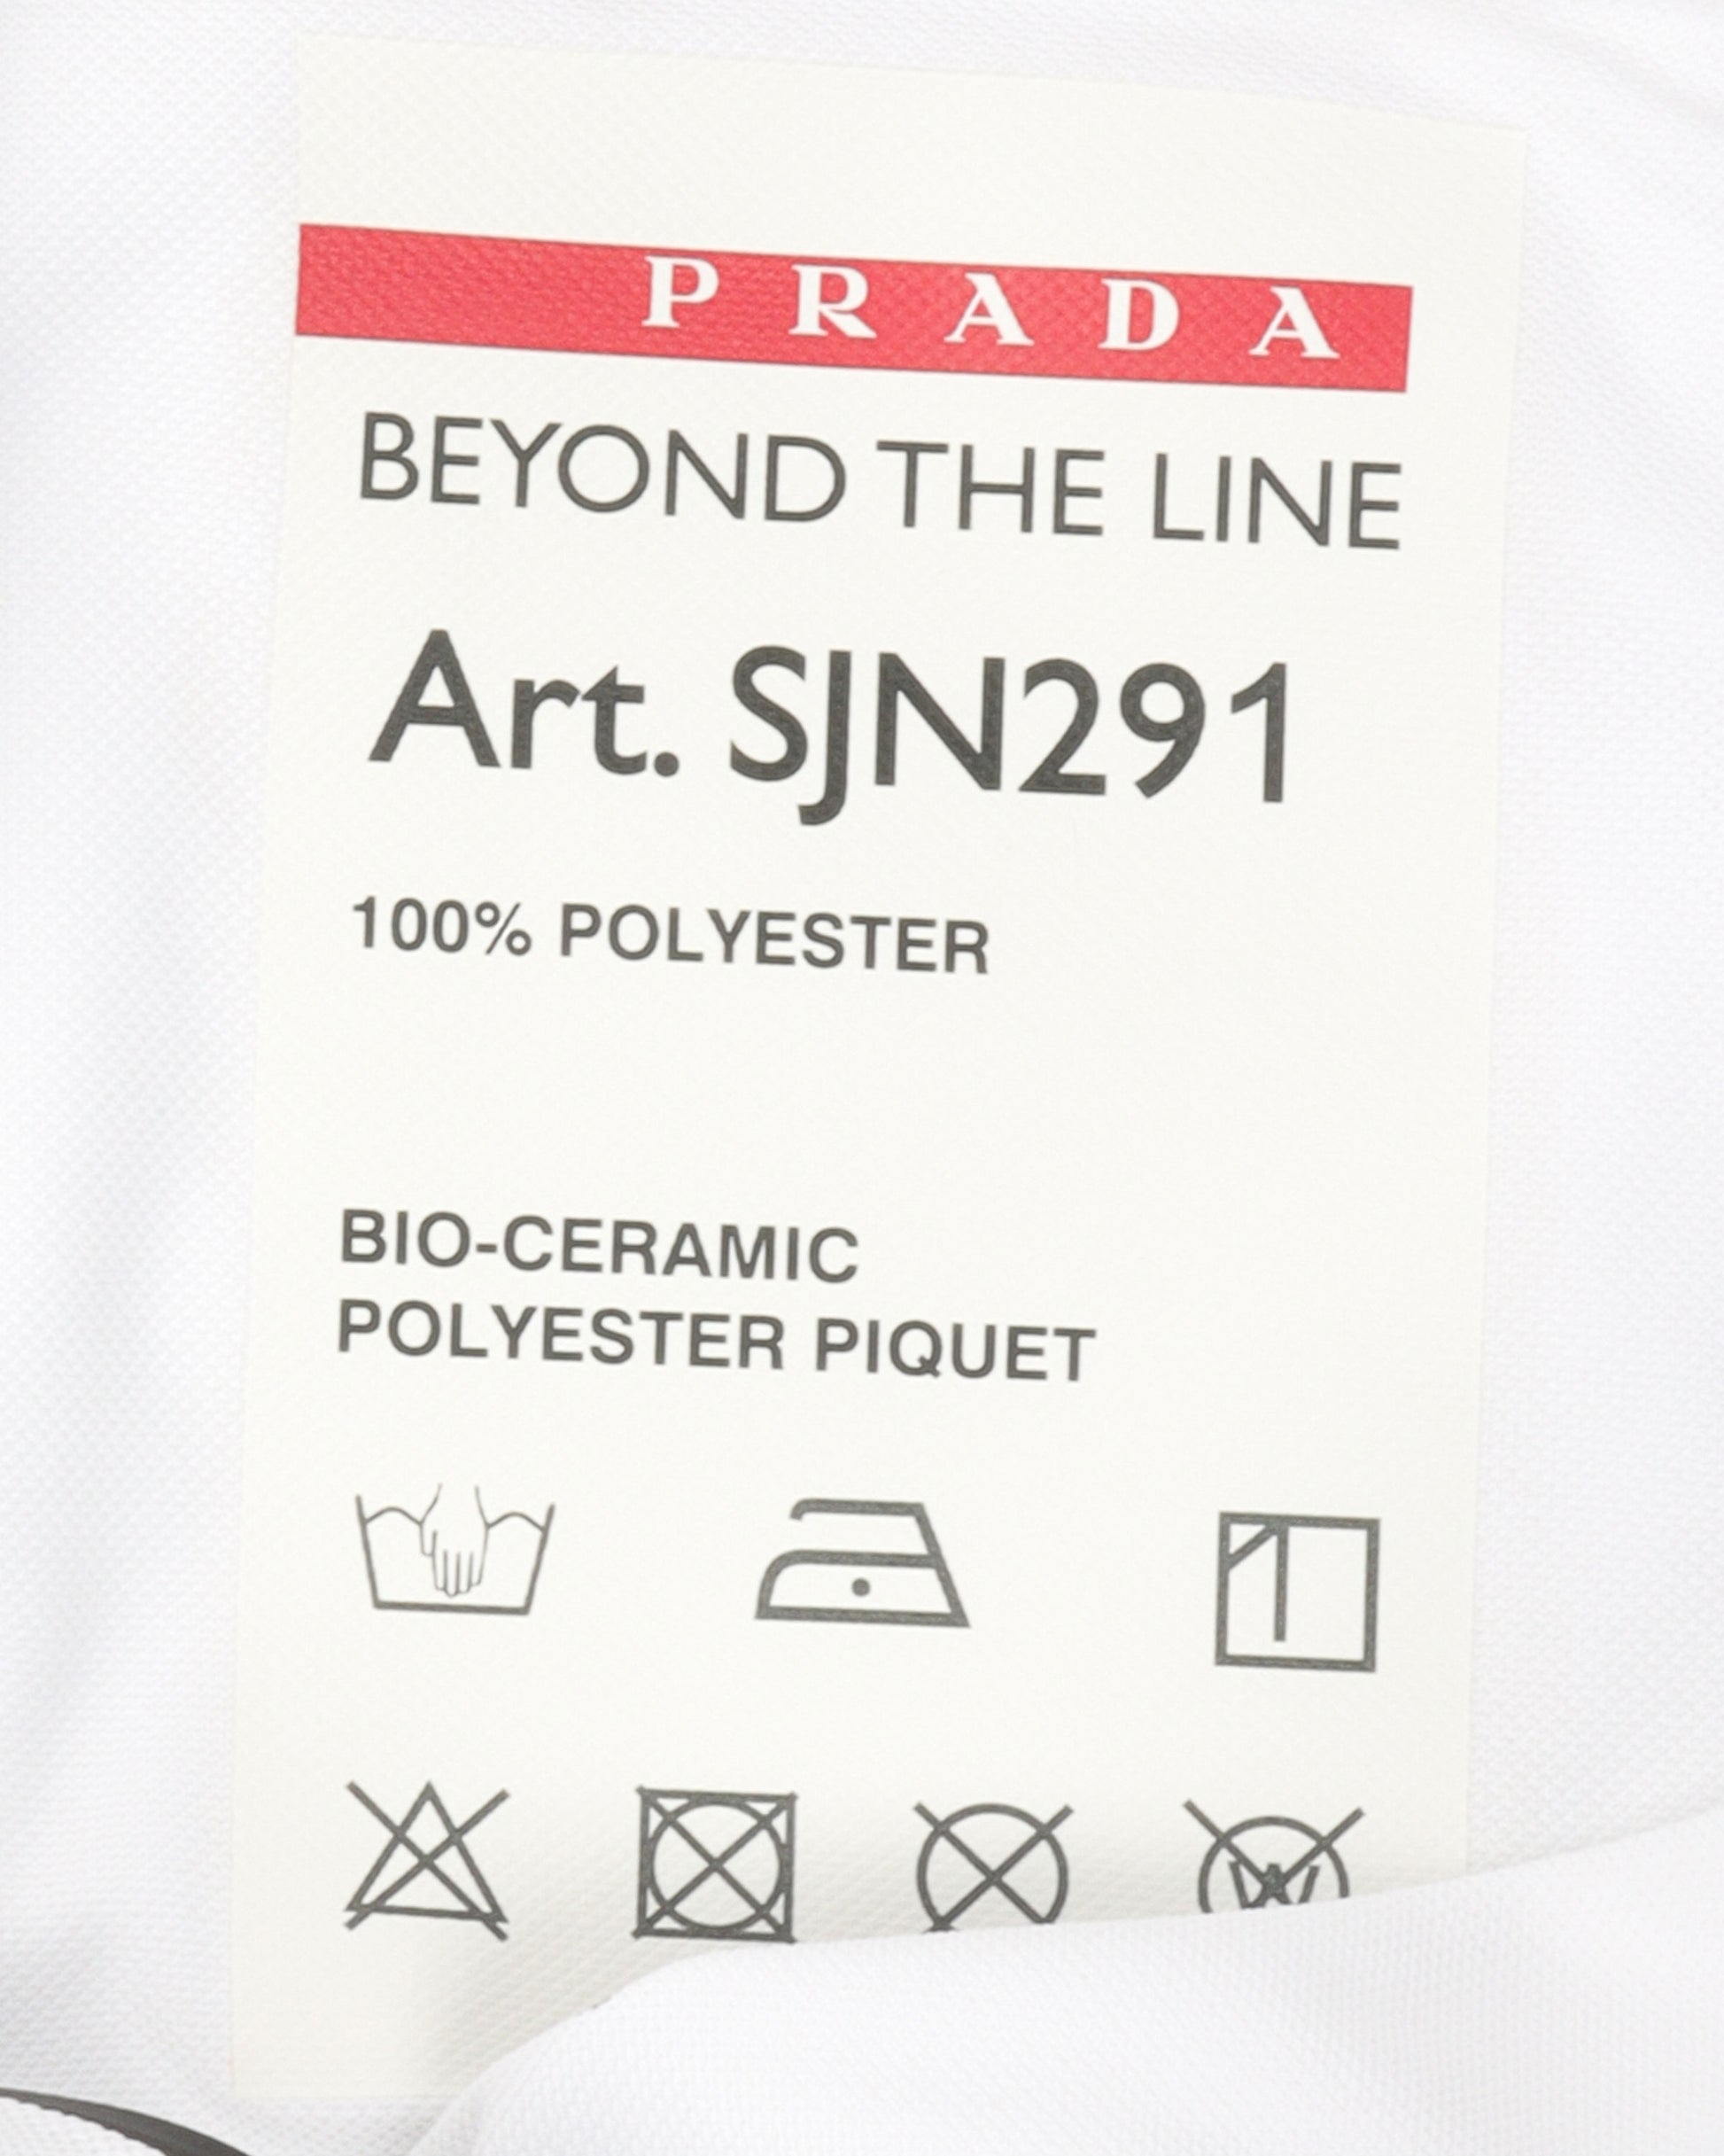 PRADA
BEYOND THE LINE
Art. SJN291
100% POLYESTER
BIO-CERAMIC
POLYESTER PIQUET
W